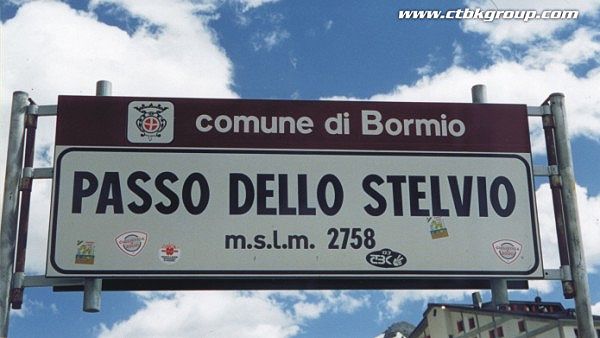 www.ctbkgroup.com
comune di Bormio
PASSO DELLO STELVIO
m.s.l.m. 2758